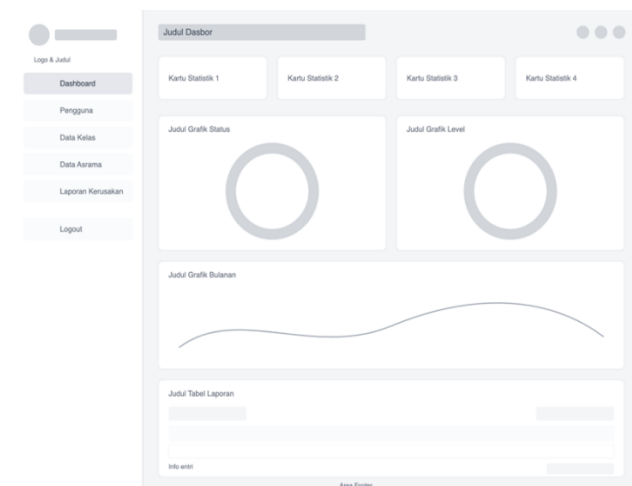 Logo & Judul
Dashboard
Pengguna
Data Kelas
Data Asrama
Laporan Kerusakan
Logout
Judul Dasbor
Kartu Statistik 1
Kartu Statistik 2
Kartu Statistik 3
Kartu Statistik 4
Judul Grafik Status
Judul Grafik Level
Judul Grafik Bulanan
Judul Tabel Laporan
Info entri
Area Footer